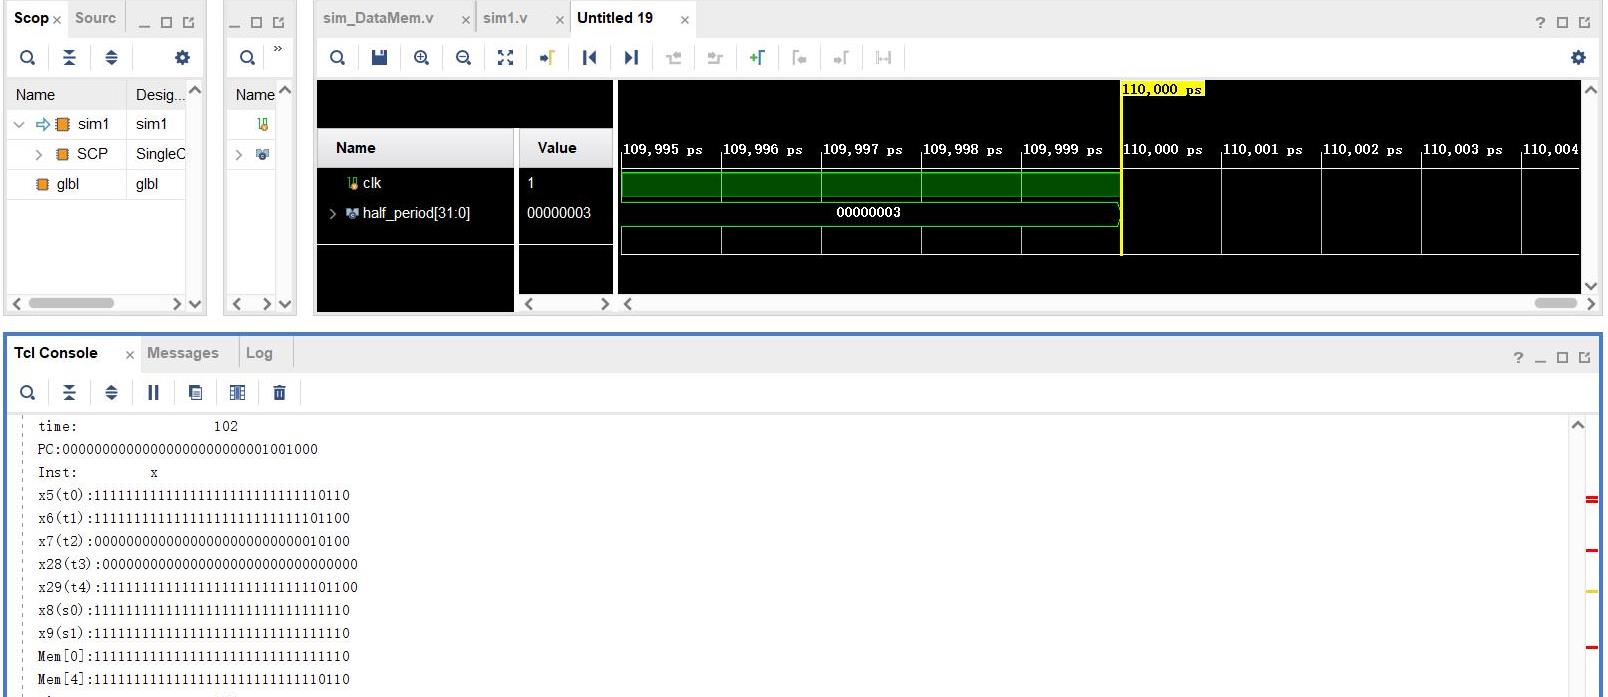 Scop
Sourc
sim_DataMem.v
sim1.v
Untitled 19
»
Name
Desig...
sim1
sim1
SCP
SingleC
glbl
glbl
Name
Name
Value
clk
1
half_period[31:0]
00000003
110,000 ps
109,995 ps
109,996 ps
109,997 ps
109,998 ps
109,999 ps
110,000 ps
110,001 ps
110,002 ps
110,003 ps
110,004
00000003
Tcl Console
Messages
Log
time: 102
PC:00000000000000000000000001001000
Inst: x
x5(t0):11111111111111111111111111110110
x6(t1):11111111111111111111111111101100
x7(t2):00000000000000000000000000010100
x28(t3):00000000000000000000000000000000
x29(t4):11111111111111111111111111101100
x8(s0):11111111111111111111111111111110
x9(s1):11111111111111111111111111111110
Mem[0]:11111111111111111111111111111110
Mem[4]:11111111111111111111111111110110